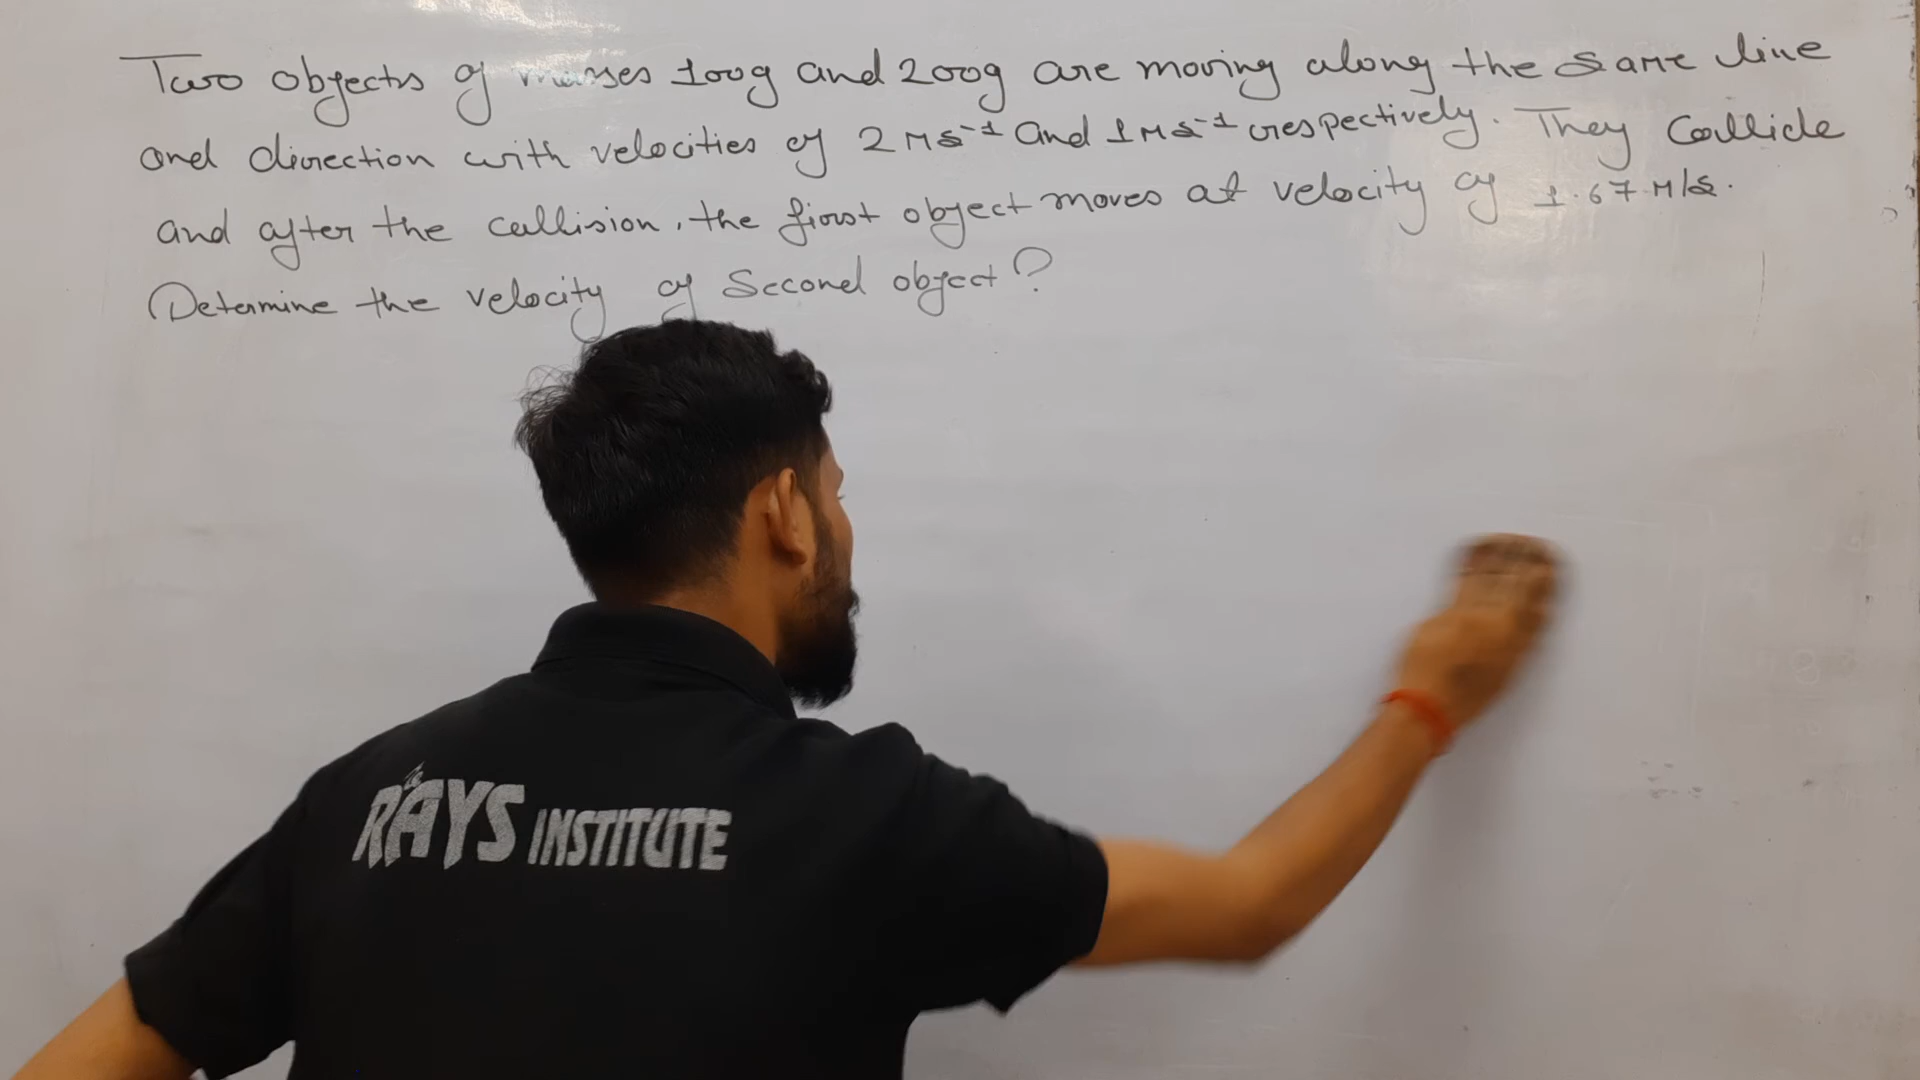 Two objects of masses 100g and 200g are moving along the same line
and direction with velocities of 2 ms⁻¹ and 1 ms⁻¹ respectively. They Collide
and after the collision, the first object moves at velocity of 1.67 m/s.
Determine the velocity of Second object?
The RAYS INSTITUTE